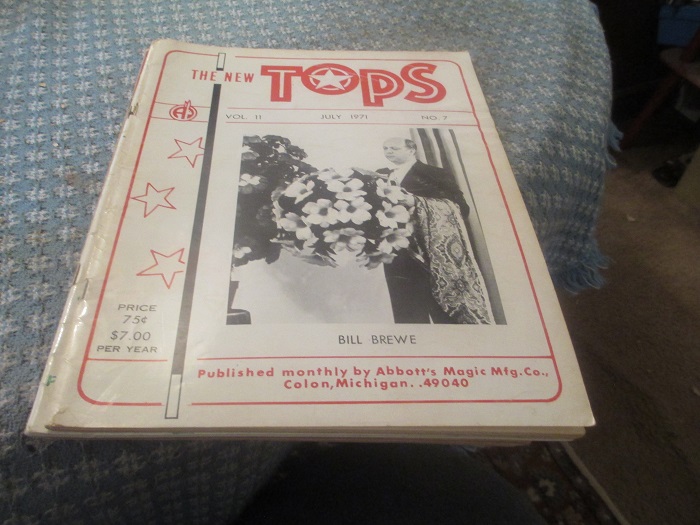 THE NEW TOPS
VOL. 11 JULY 1971 NO. 7
PRICE
75¢
$7.00
PER YEAR
BILL BREWE
Published monthly by Abbott's Magic Mfg.Co.,
Colon,Michigan. .49040
F